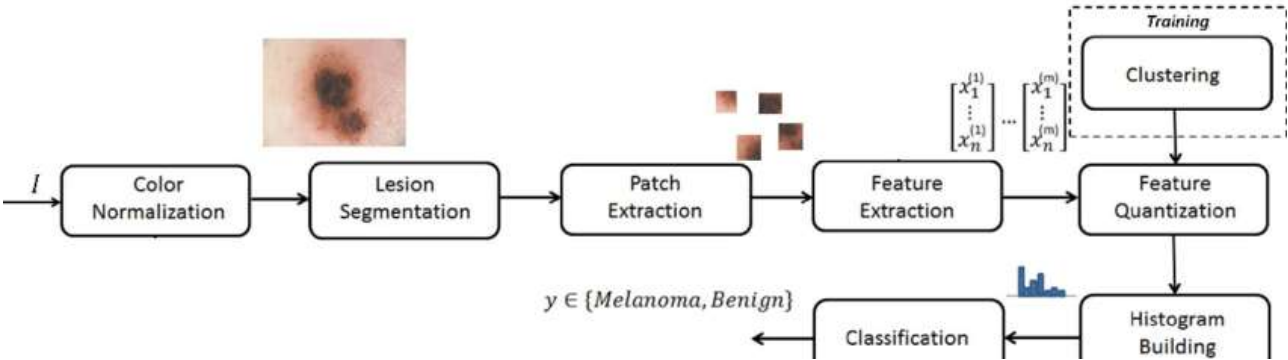 Training
Clustering
I
Color
Normalization
Lesion
Segmentation
Patch
Extraction
Feature
Extraction
[x₁⁽¹⁾ ⋮ xₙ⁽¹⁾] ... [x₁⁽ᵐ⁾ ⋮ xₙ⁽ᵐ⁾]
Feature
Quantization
Histogram
Building
Classification
y ∈ {Melanoma, Benign}